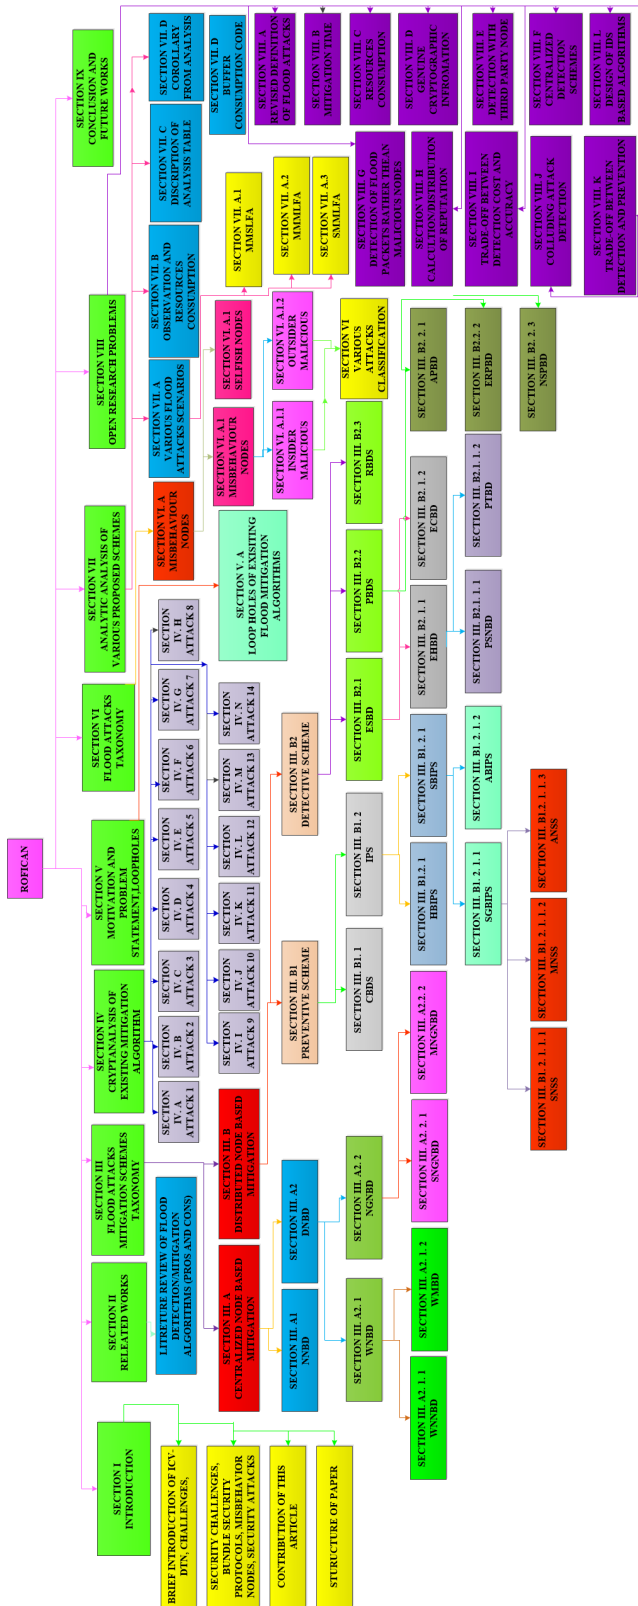 ROFICAN
SECTION I
INTRODUCTION
SECTION II
RELEATED WORKS
SECTION III
FLOOD ATTACKS
MITIGATION SCHEMES
TAXONOMY
SECTION IV
CRYPTANALYSIS OF
EXISTING MITIGATION
ALGORITHM
SECTION V
MOTIVATION AND
PROBLEM
STATEMENT,LOOPHOLES
SECTION VI
FLOOD ATTACKS
TAXONOMY
SECTION VII
ANALYTIC ANALYSIS OF
VARIOUS PROPOSED SCHEMES
SECTION VIII
OPEN RESEARCH PROBLEMS
SECTION IX
CONCLUSION AND
FUTURE WORKS
BRIEF INTRODUCTION OF ICV-
DTN, CHALLENGES,
SECURITY CHALLENGES,
BUNDLE SECURITY
PROTOCOLS, MISBEHAVIOR
NODES, SECURITY ATTACKS
CONTRIBUTION OF THIS
ARTICLE
STURUCTURE OF PAPER
LITRETURE REVIEW OF FLOOD
DETECTION/MITIGATION
ALGORITHMS (PROS AND CONS)
SECTION III. A
CENTRALIZED NODE BASED
MITIGATION
SECTION III. B
DISTRIBUTED NODE BASED
MITIGATION
SECTION III. A1
NNBD
SECTION III. A2
DNBD
SECTION III. A2. 1
WNBD
SECTION III. A2. 2
NGNBD
SECTION III. A2. 1. 1
WNNBD
SECTION III. A2. 1. 2
WMBD
SECTION III. A2. 2. 1
SNGNBD
SECTION III. A2.2. 2
MNGNBD
SECTION
IV. A
ATTACK 1
SECTION
IV. B
ATTACK 2
SECTION
IV. C
ATTACK 3
SECTION
IV. D
ATTACK 4
SECTION
IV. E
ATTACK 5
SECTION
IV. F
ATTACK 6
SECTION
IV. G
ATTACK 7
SECTION
IV. H
ATTACK 8
SECTION
IV. I
ATTACK 9
SECTION
IV. J
ATTACK 10
SECTION
IV. K
ATTACK 11
SECTION
IV. L
ATTACK 12
SECTION
IV. M
ATTACK 13
SECTION
IV. N
ATTACK 14
SECTION III. B1
PREVENTIVE SCHEME
SECTION III. B2
DETECTIVE SCHEME
SECTION III. B1. 1
CBDS
SECTION III. B1. 2
IPS
SECTION III. B1.2. 1
HBIPS
SECTION III. B1. 2. 1
SBIPS
SECTION III. B1. 2. 1. 1
SGBIPS
SECTION III. B1. 2. 1. 2
ABIPS
SECTION III. B1. 2. 1. 1. 1
SNSS
SECTION III. B1. 2. 1. 1. 2
MNSS
SECTION III. B1.2. 1. 1. 3
ANSS
SECTION III. B2.1
ESBD
SECTION III. B2.2
PBDS
SECTION III. B2.3
RBDS
SECTION III. B2. 1. 1
EHBD
SECTION III. B2. 1. 2
ECBD
SECTION III. B2.1. 1. 1
PSNBD
SECTION III. B2.1. 1. 2
PTBD
SECTION III. B2. 2. 1
APBD
SECTION III. B2. 2. 2
ERPBD
SECTION III. B2. 2. 3
NSPBD
SECTION V. A
LOOP HOLES OF EXISITING
FLOOD MITIGATION
ALGORITHMS
SECTION VI. A
MISBEHAVIOUR
NODES
SECTION VI. A.1
MISBEHAVIOUR
NODES
SECTION VI. A.1
SELFISH NODES
SECTION VI. A.1.1
INSIDER
MALICIOUS
SECTION VI. A.1.2
OUTSIDER
MALICIOUS
SECTION VI
VARIOUS
ATTACKS
CLASSIFICATION
SECTION VII. A
VARIOUS FLOOD
ATTACKS SCENARIOS
SECTION VII. B
OBSERVATION AND
RESOURCES
CONSUMPTION
SECTION VII. C
DISCRIPTION OF
ANALYSIS TABLE
SECTION VII. D
COROLLARY
FROM ANALYSIS
SECTION VII. D
BUFFER
CONSUMPTION CODE
SECTION VII. A.1
MMSLFA
SECTION VII. A.2
MMMLFA
SECTION VII. A.3
SMMLFA
SECTION VIII. A
REVISED DEFINITION
OF FLOOD ATTACKS
SECTION VIII. B
MITIGATION TIME
SECTION VIII. C
RESOURCES
CONSUMPTION
SECTION VIII. D
GENUINE
CRYPTOGRAPHIC
INFROMATION
SECTION VIII. E
DETECTION WITH
THIRD PARTY NODE
SECTION VIII. F
CENTRALIZED
DETECTION
SCHEMES
SECTION VIII. L
DESIGN OF IDS
BASED ALGORITHMS
SECTION VIII. G
DETECTION OF FLOOD
PACKETS RATHER THEAN
MALICIOUS NODES
SECTION VIII. H
CALCULTION/DISTRIBUTION
OF REPUTATION
SECTION VIII. I
TRADE-OFF BETWEEN
DETECTION COST AND
ACCURACY
SECTION VIII. J
COLLUDING ATTACK
DETECTION
SECTION VIII. K
TRADE-OFF BETWEEN
DETECTION AND PREVENTION